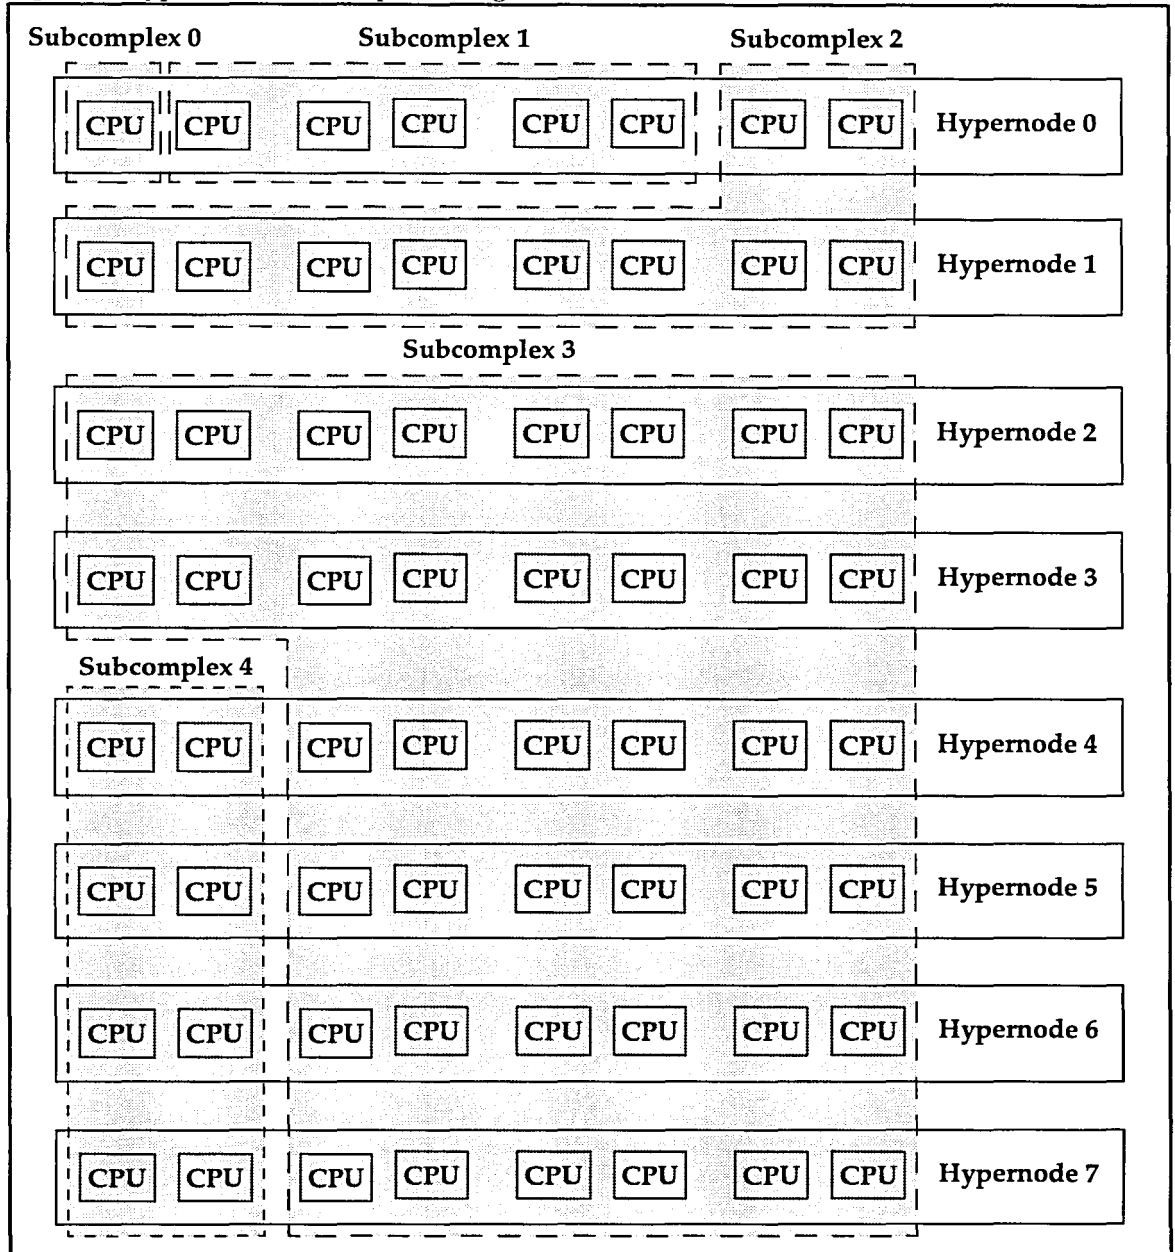 Subcomplex 0 Subcomplex 1 Subcomplex 2
CPU CPU CPU CPU CPU CPU CPU CPU Hypernode 0
CPU CPU CPU CPU CPU CPU CPU CPU Hypernode 1
Subcomplex 3
CPU CPU CPU CPU CPU CPU CPU CPU Hypernode 2
CPU CPU CPU CPU CPU CPU CPU CPU Hypernode 3
Subcomplex 4
CPU CPU CPU CPU CPU CPU CPU CPU Hypernode 4
CPU CPU CPU CPU CPU CPU CPU CPU Hypernode 5
CPU CPU CPU CPU CPU CPU CPU CPU Hypernode 6
CPU CPU CPU CPU CPU CPU CPU CPU Hypernode 7